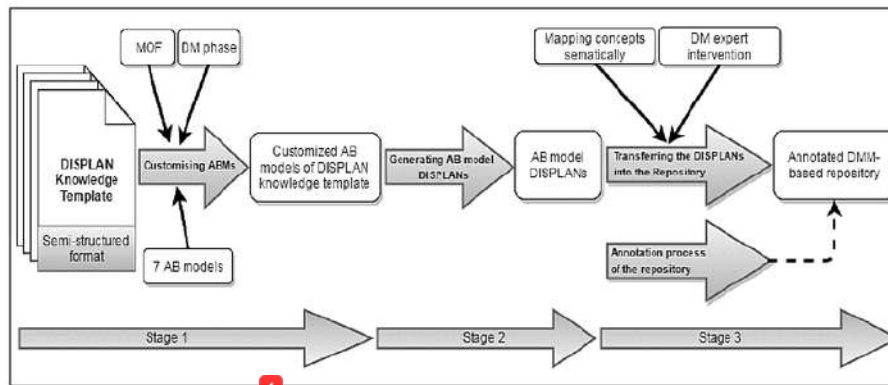 MOF
DM phase
Mapping concepts
sematically
DM expert
intervention
DISPLAN
Knowledge
Template
Semi-structured
format
Customising ABMs
7 AB models
Customized AB
models of DISPLAN
knowledge template
Generating AB model
DISPLANs
AB model
DISPLANs
Transferring the DISPLANs
into the Repository
Annotated DMM-
based repository
Annotation process
of the repository
Stage 1
Stage 2
Stage 3